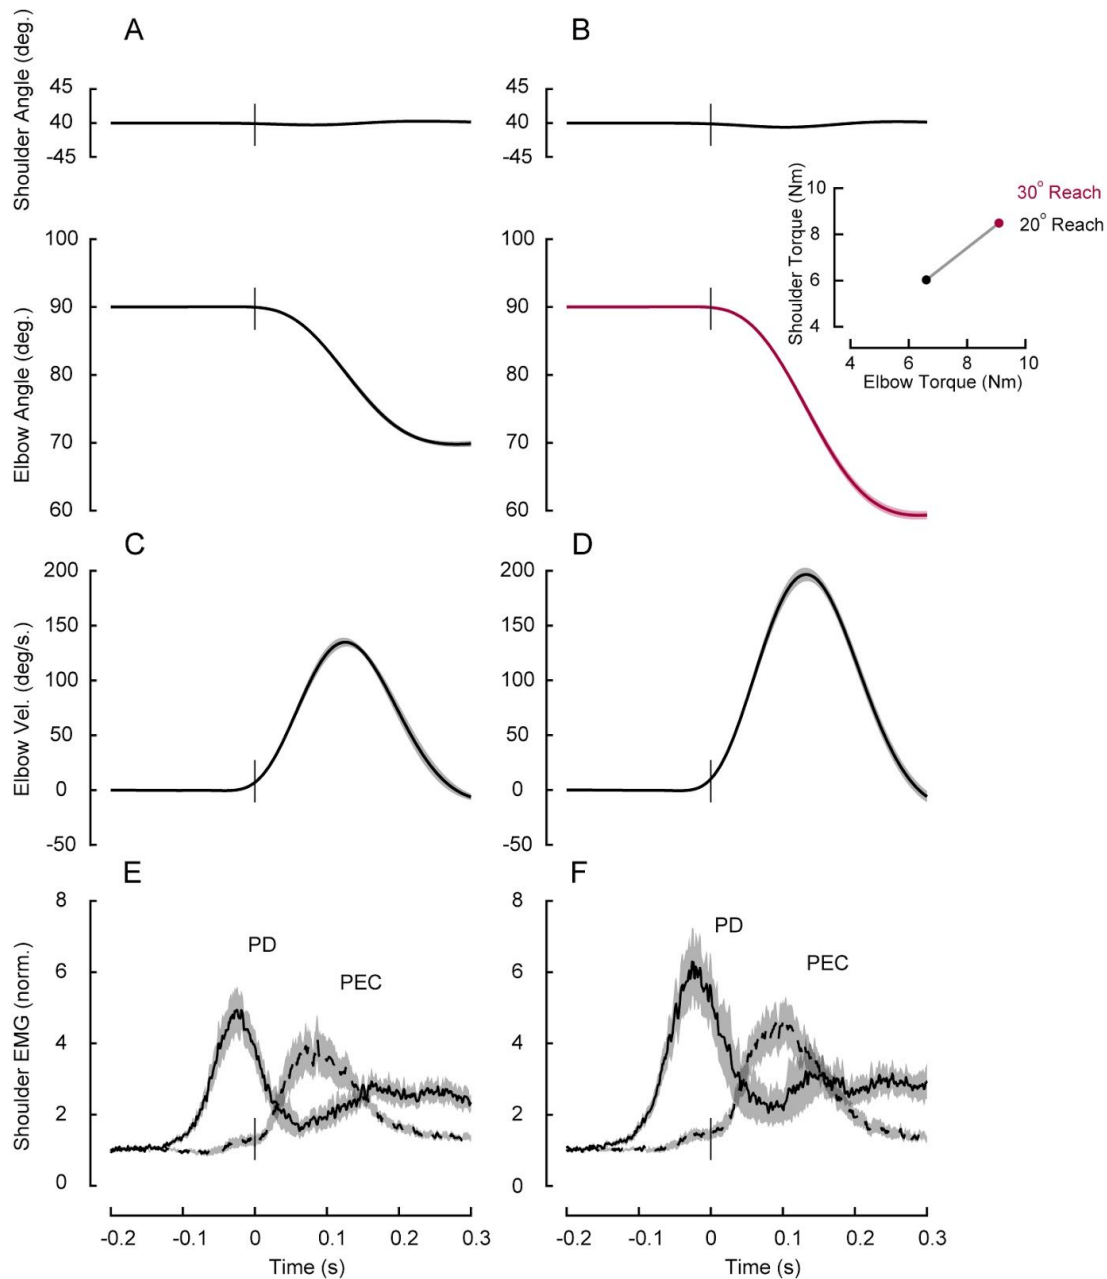 A
B
Shoulder Angle (deg.)
45
40
-45
45
40
-45
Shoulder Torque (Nm)
10
8
6
4
30° Reach
20° Reach
4 6 8 10
Elbow Torque (Nm)
Elbow Angle (deg.)
100
90
80
70
60
100
90
80
70
60
C
D
Elbow Vel. (deg/s.)
200
150
100
50
0
-50
200
150
100
50
0
-50
E
F
Shoulder EMG (norm.)
8
6
4
2
0
PD
PEC
8
6
4
2
0
PD
PEC
-0.2 -0.1 0 0.1 0.2 0.3
Time (s)
-0.2 -0.1 0 0.1 0.2 0.3
Time (s)